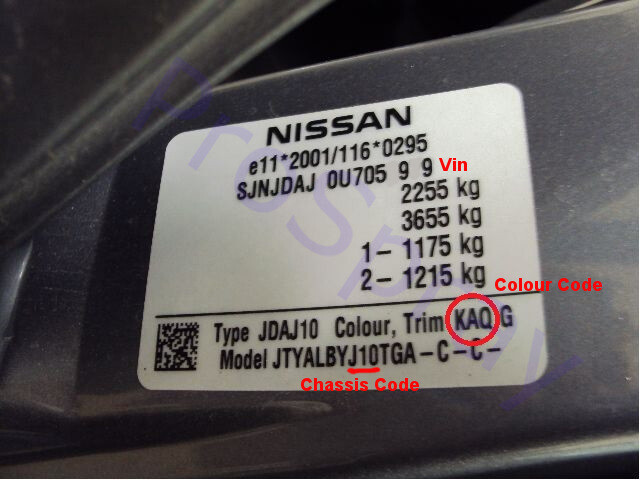 NISSAN
e11*2001/116*0295
SJNJDAJ 0U705 9 9 Vin
2255 kg
3655 kg
1 - 1175 kg
2 - 1215 kg
Colour Code
Type JDAJ10 Colour, Trim KAQ G
Model JTYALBYJ10TGA-C-C-
Chassis Code
ProSpray